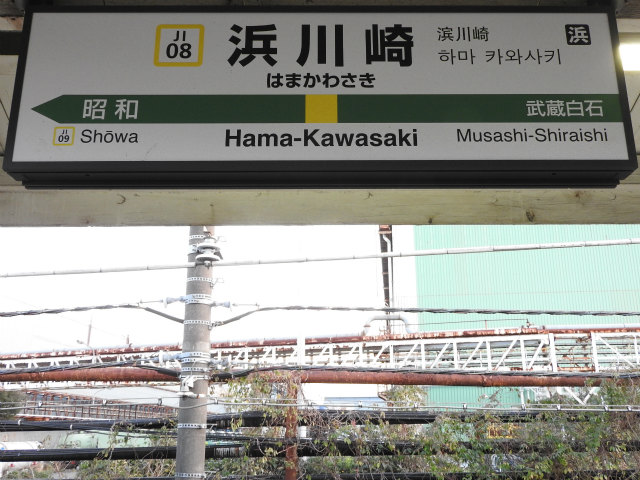 JI
08
浜川崎
滨川崎
浜
하마 카와사키
はまかわさき
昭和
武蔵白石
JI
09
Shōwa
Hama-Kawasaki
Musashi-Shiraishi